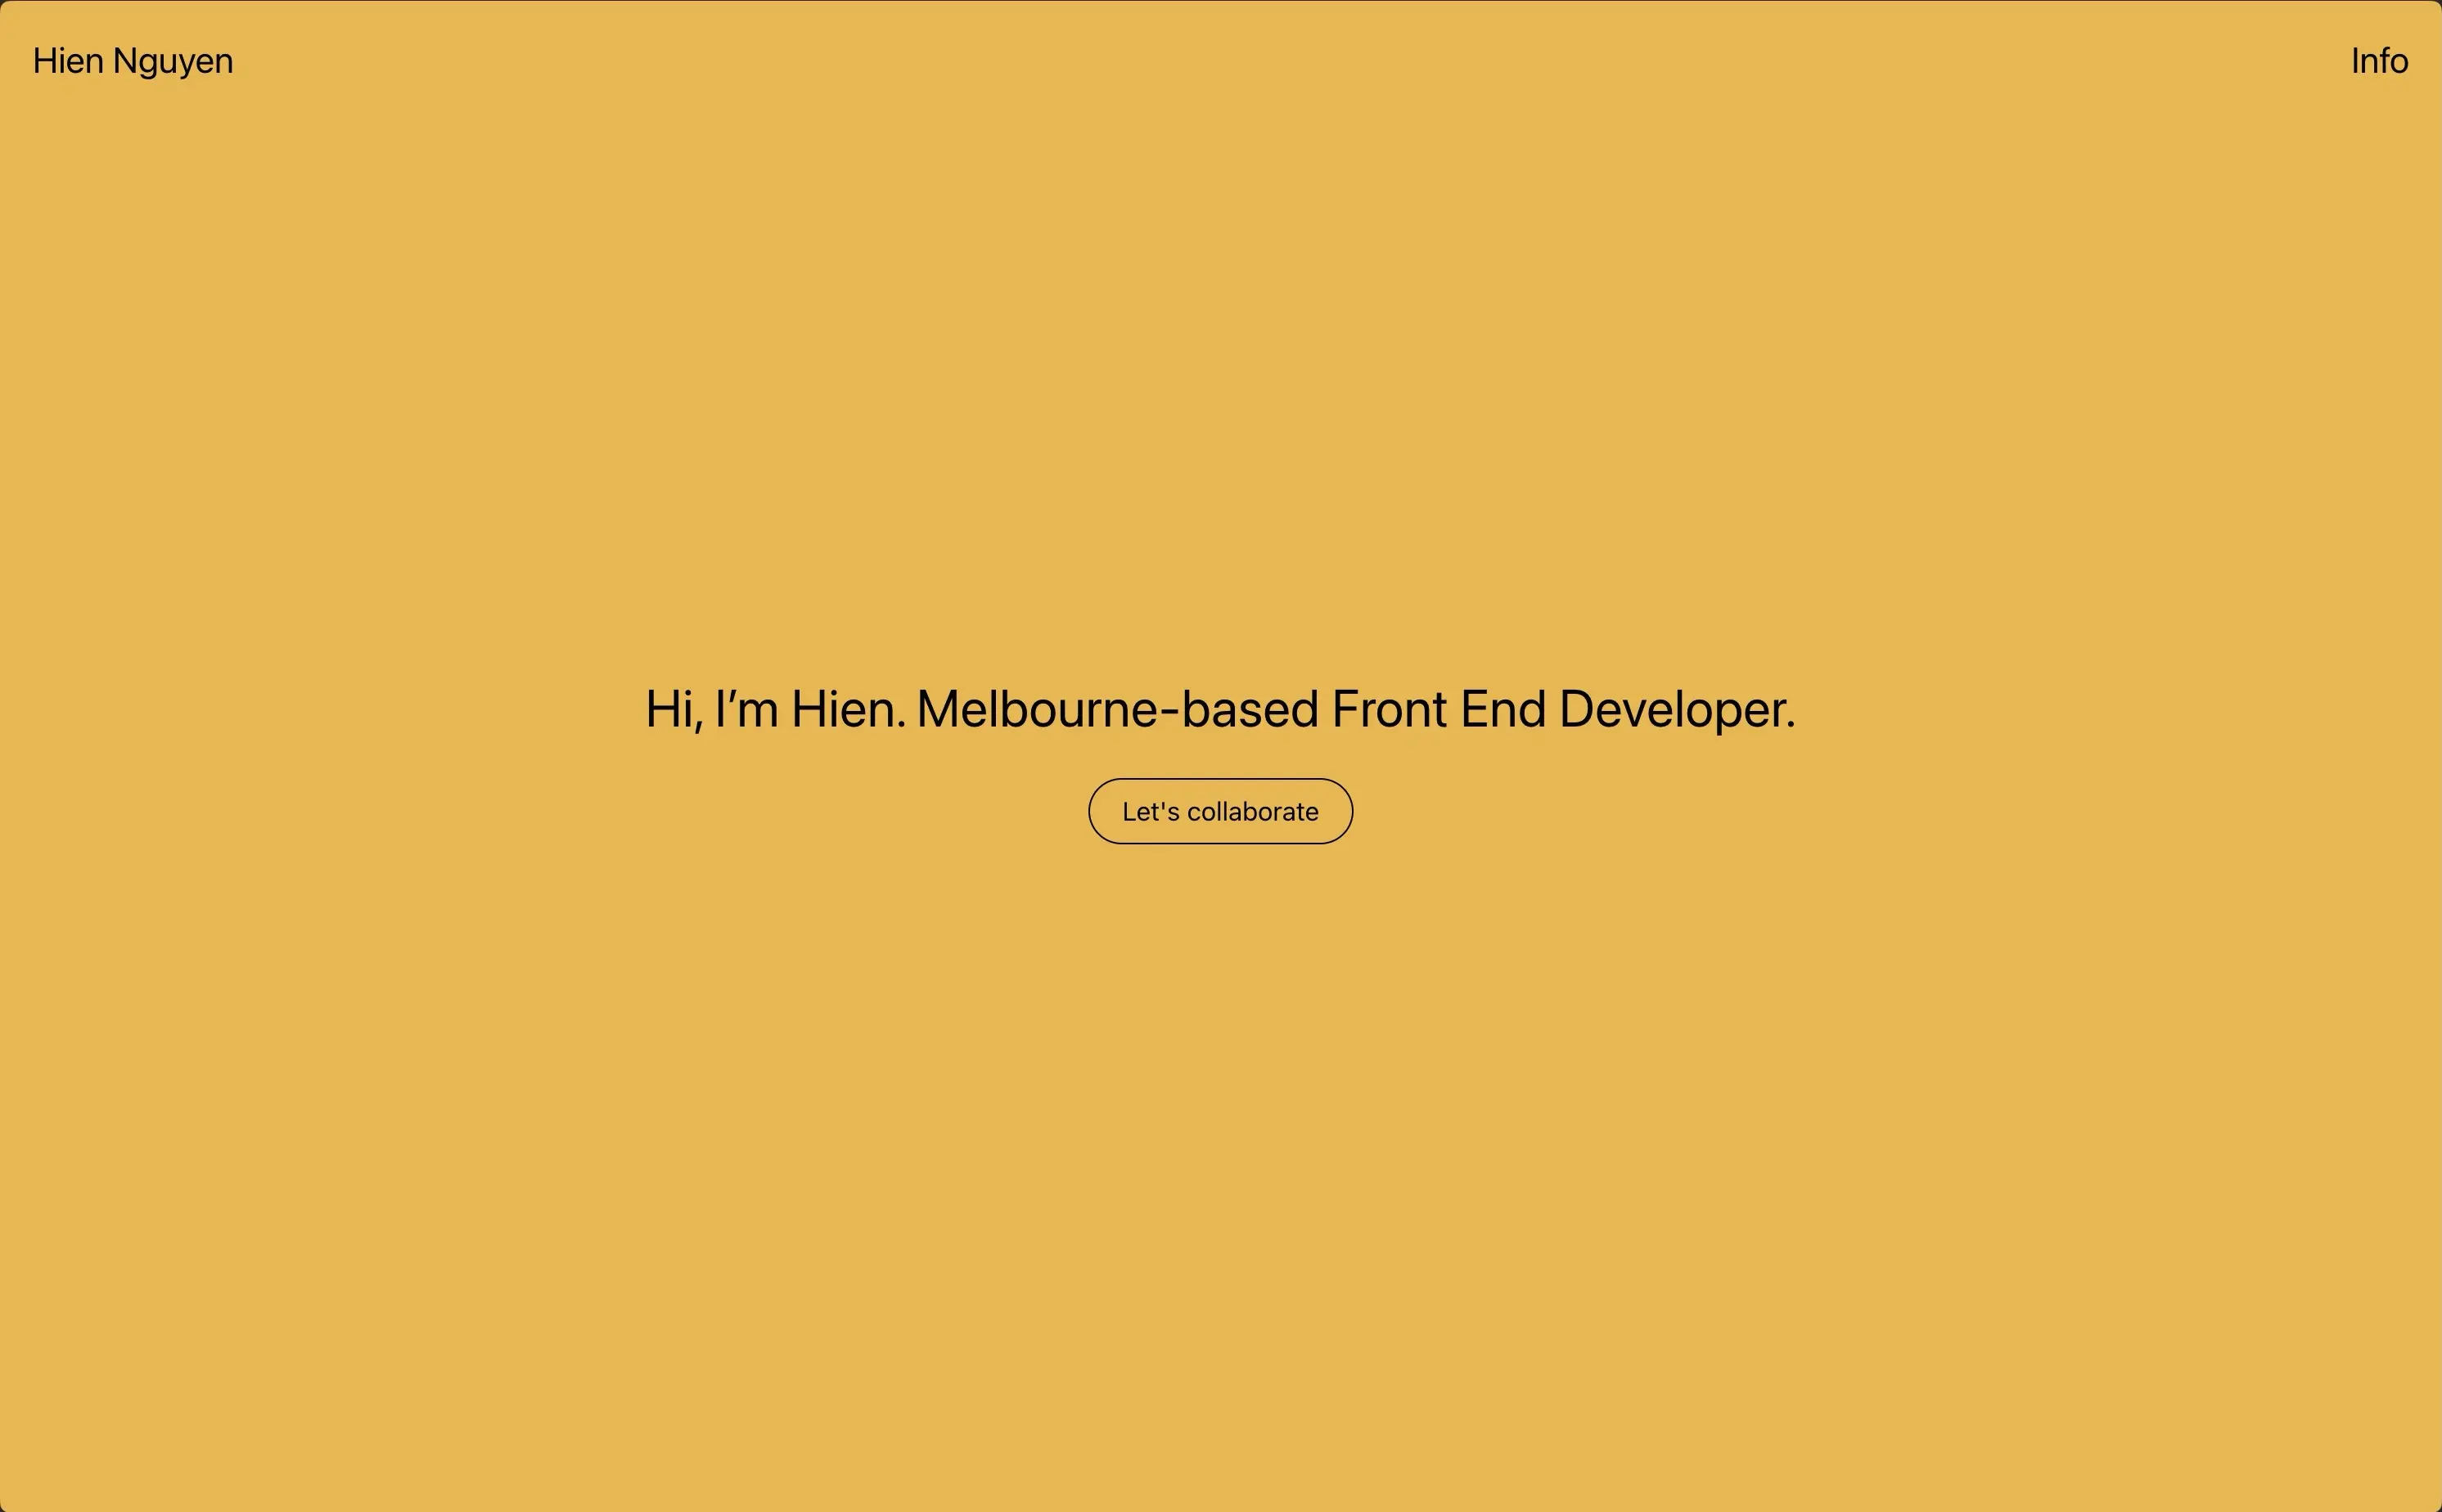 Hien Nguyen
Info
Hi, I’m Hien. Melbourne-based Front End Developer.
Let's collaborate